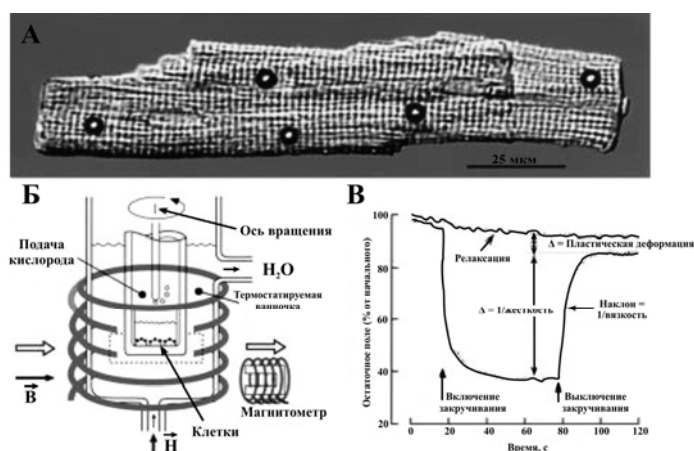 А
25 мкм
Б
Ось вращения
Подача
кислорода
H₂O
Термостатируемая
ванночка
B
Клетки
Магнитометр
H
В
Остаточное поле (% от начального)
100
80
60
40
20
Δ = Пластическая деформация
Релаксация
Δ = 1/жесткость
Наклон =
1/вязкость
Включение
закручивания
Выключение
закручивания
0 20 40 60 80 100 120
Время, с